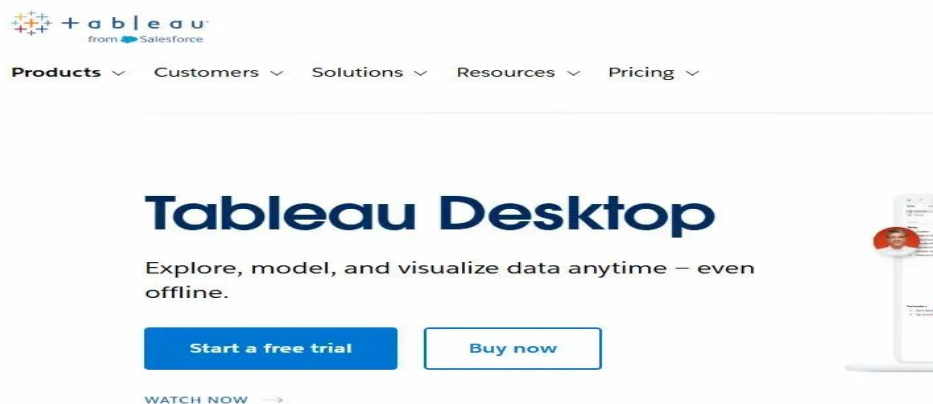 + a b l e a u
from Salesforce
Products Customers Solutions Resources Pricing
Tableau Desktop
Explore, model, and visualize data anytime – even
offline.
Start a free trial Buy now
WATCH NOW